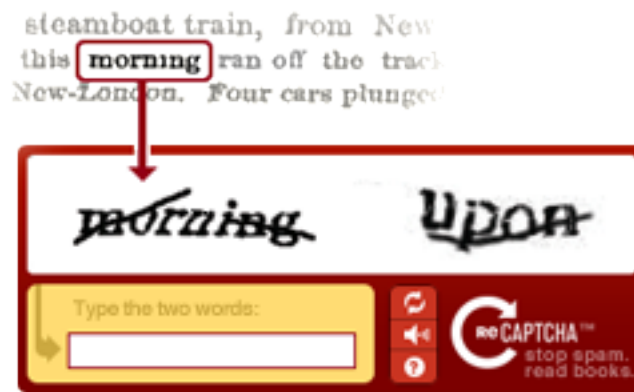 steamboat train, from New
this morning ran off the track
New-London. Four cars plunged
morning upon
Type the two words:
reCAPTCHA™
stop spam.
read books.